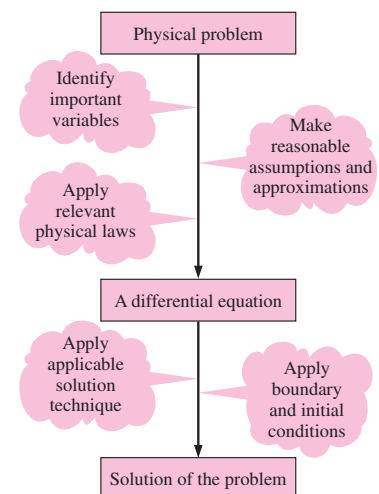 Physical problem
Identify
important
variables
Make
reasonable
assumptions and
approximations
Apply
relevant
physical laws
A differential equation
Apply
applicable
solution
technique
Apply
boundary
and initial
conditions
Solution of the problem